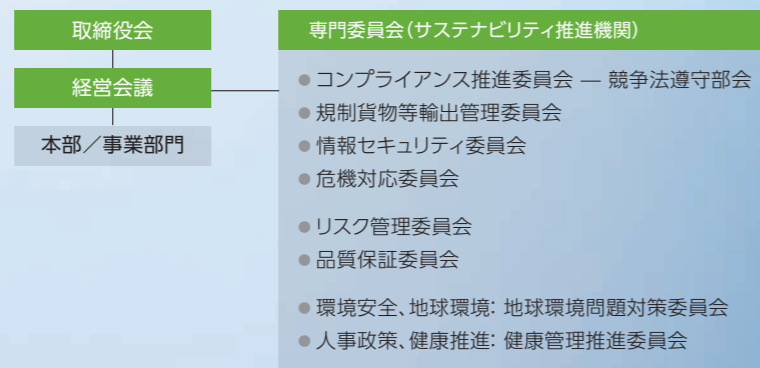 取締役会
経営会議
本部／事業部門
専門委員会（サステナビリティ推進機関）
● コンプライアンス推進委員会 ― 競争法遵守部会
● 規制貨物等輸出管理委員会
● 情報セキュリティ委員会
● 危機対応委員会
● リスク管理委員会
● 品質保証委員会
● 環境安全、地球環境：地球環境問題対策委員会
● 人事政策、健康推進：健康管理推進委員会